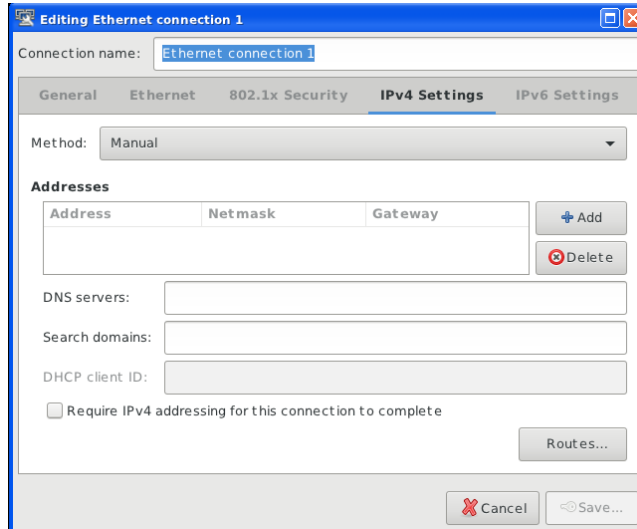 Editing Ethernet connection 1
Connection name: Ethernet connection 1
General Ethernet 802.1x Security IPv4 Settings IPv6 Settings
Method: Manual
Addresses
Address Netmask Gateway
Add
Delete
DNS servers:
Search domains:
DHCP client ID:
Require IPv4 addressing for this connection to complete
Routes...
Cancel Save...